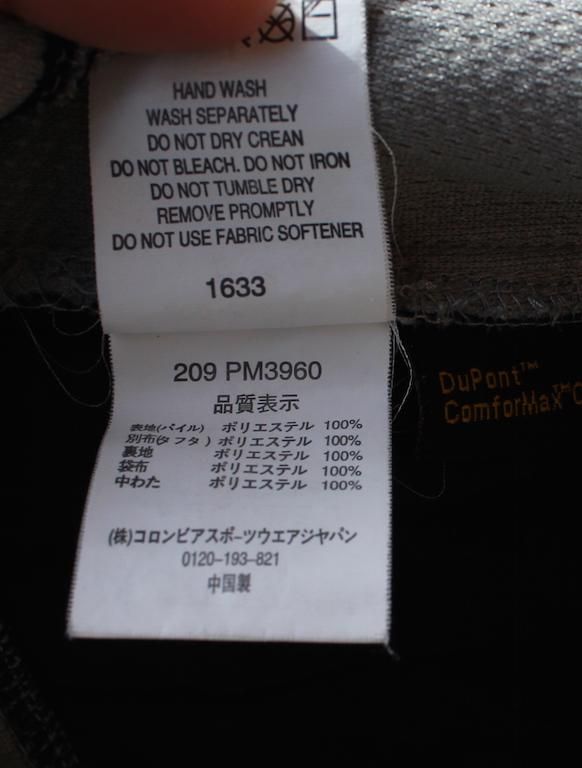 HAND WASH
WASH SEPARATELY
DO NOT DRY CREAN
DO NOT BLEACH. DO NOT IRON
DO NOT TUMBLE DRY
REMOVE PROMPTLY
DO NOT USE FABRIC SOFTENER
1633
209 PM3960
品質表示
表地(パイル) ポリエステル 100%
別布(タフタ) ポリエステル 100%
裏地 ポリエステル 100%
袋布 ポリエステル 100%
中わた ポリエステル 100%
(株)コロンビアスポーツウエアジャパン
0120-193-821
中国製
DuPont™
ComforMax™